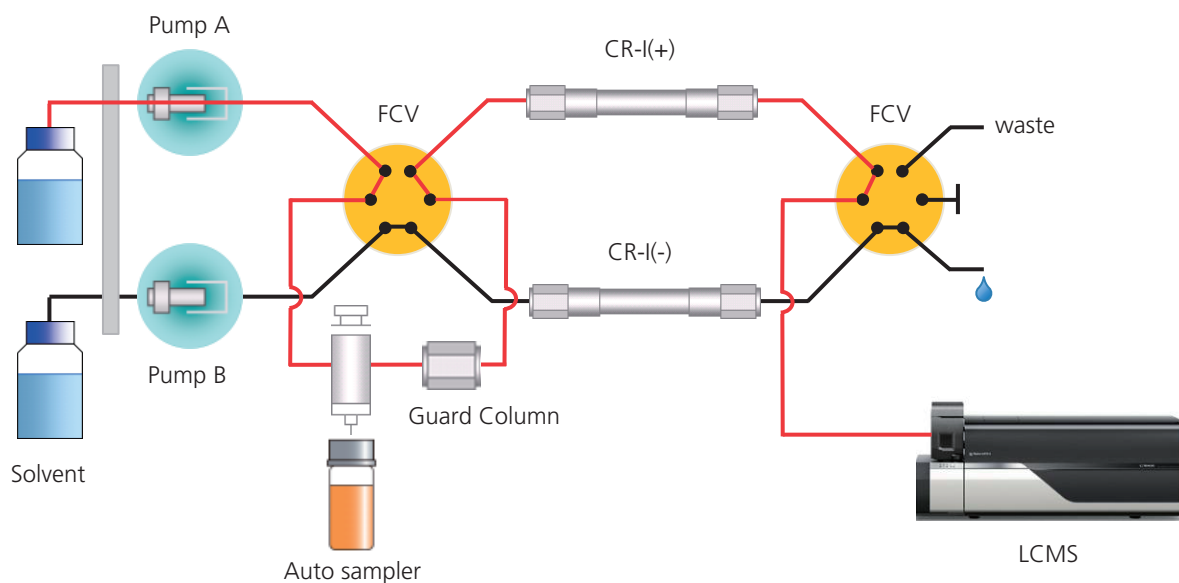 Pump A
CR-I(+)
FCV
FCV
waste
CR-I(-)
Pump B
Guard Column
Solvent
Auto sampler
LCMS